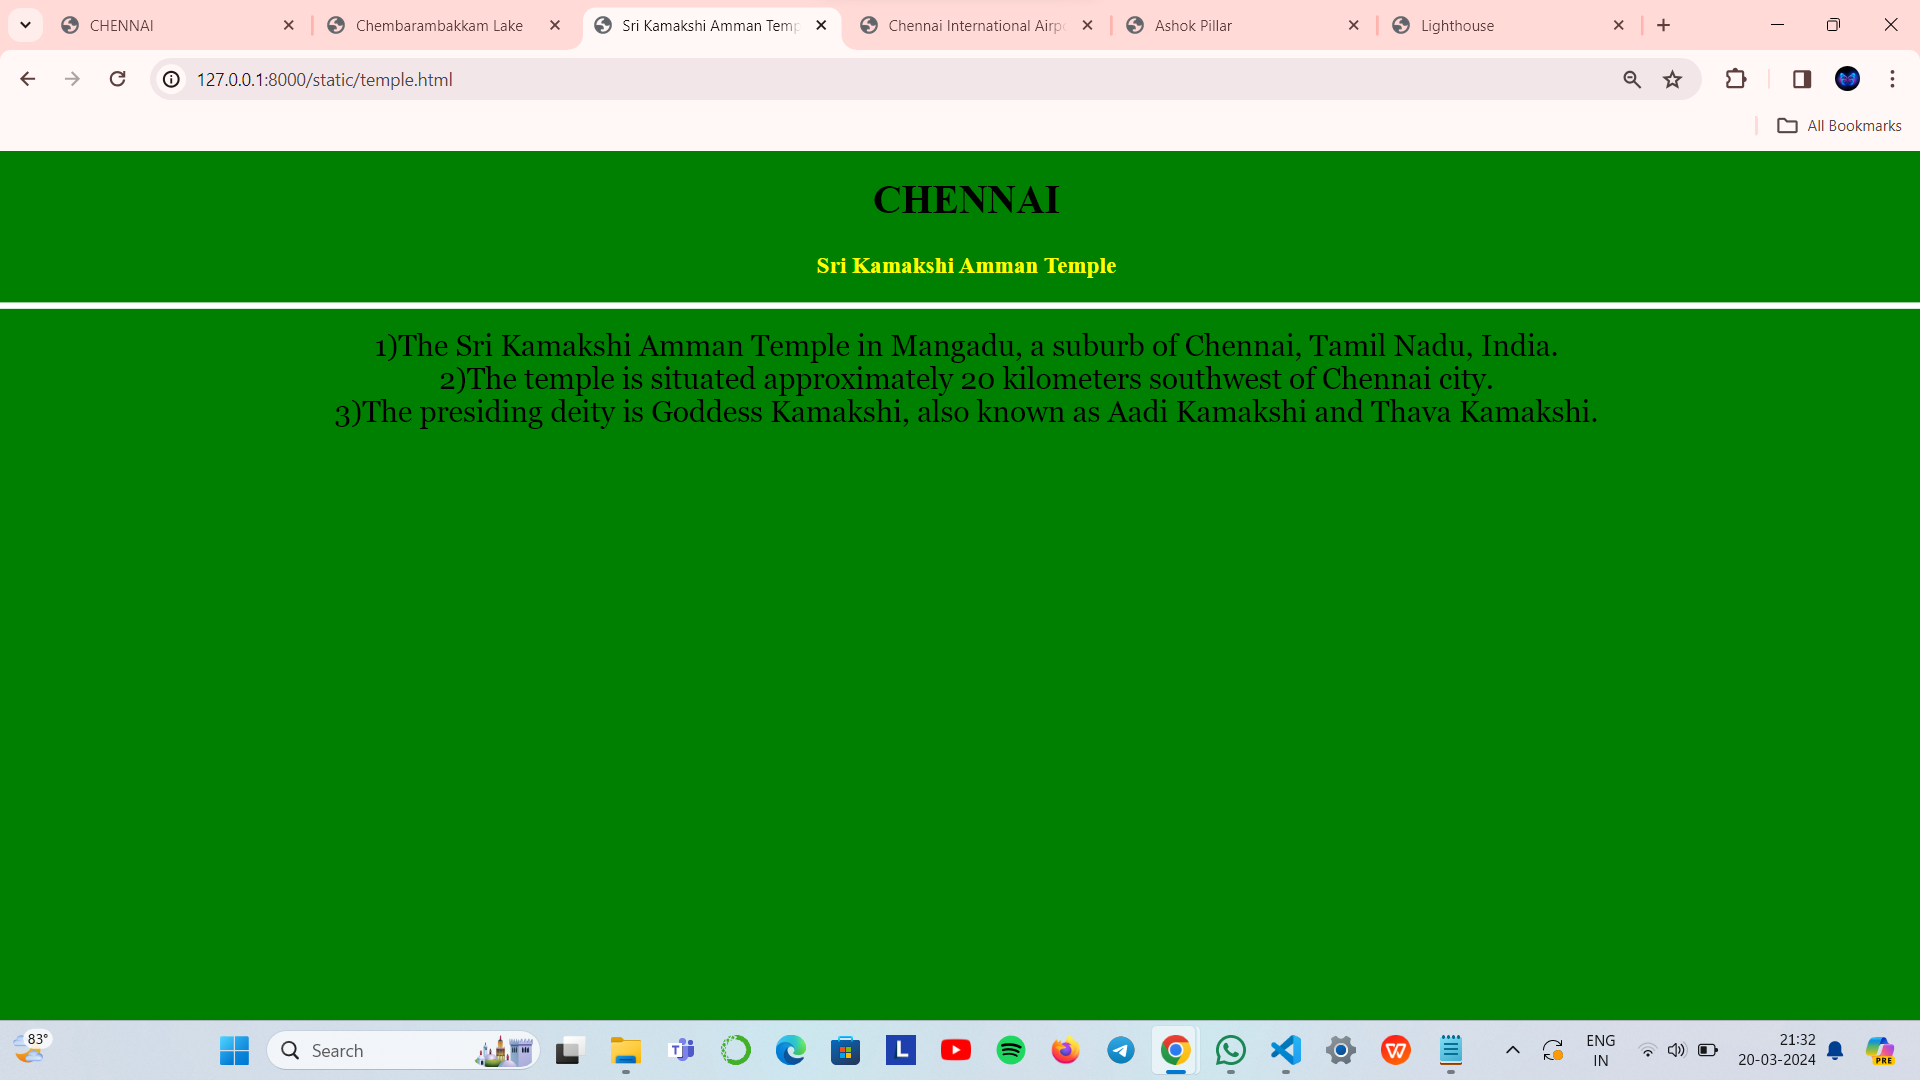 CHENNAI
Chembarambakkam Lake
Sri Kamakshi Amman Temp
Chennai International Airp
Ashok Pillar
Lighthouse
127.0.0.1:8000/static/temple.html
All Bookmarks
CHENNAI
Sri Kamakshi Amman Temple
1)The Sri Kamakshi Amman Temple in Mangadu, a suburb of Chennai, Tamil Nadu, India.
2)The temple is situated approximately 20 kilometers southwest of Chennai city.
3)The presiding deity is Goddess Kamakshi, also known as Aadi Kamakshi and Thava Kamakshi.
83°
Search
L
W
ENG
IN
21:32
20-03-2024
PRE